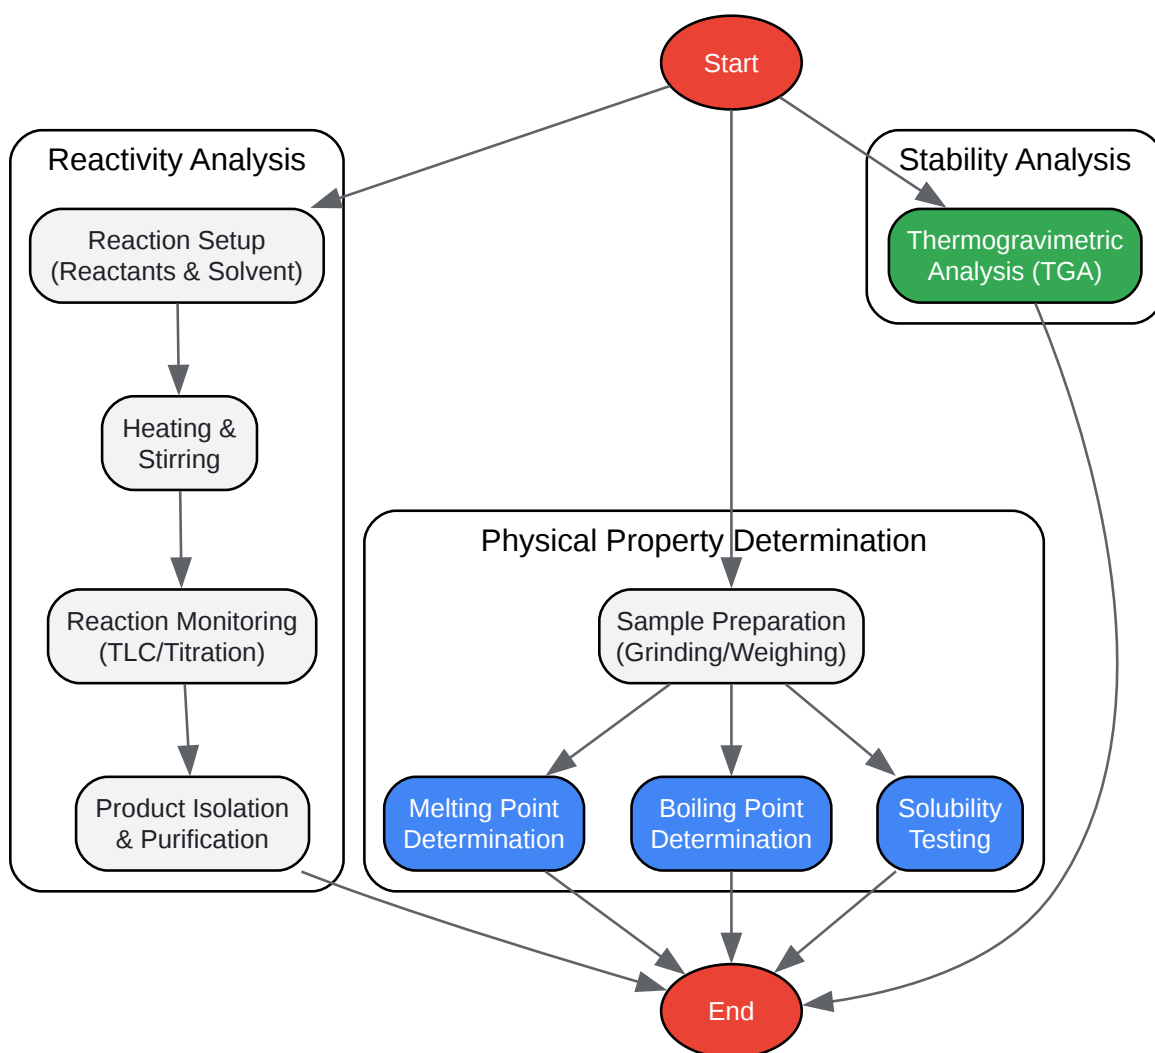 Start
Reactivity Analysis
Reaction Setup
(Reactants & Solvent)
Heating &
Stirring
Reaction Monitoring
(TLC/Titration)
Product Isolation
& Purification
Stability Analysis
Thermogravimetric
Analysis (TGA)
Physical Property Determination
Sample Preparation
(Grinding/Weighing)
Melting Point
Determination
Boiling Point
Determination
Solubility
Testing
End